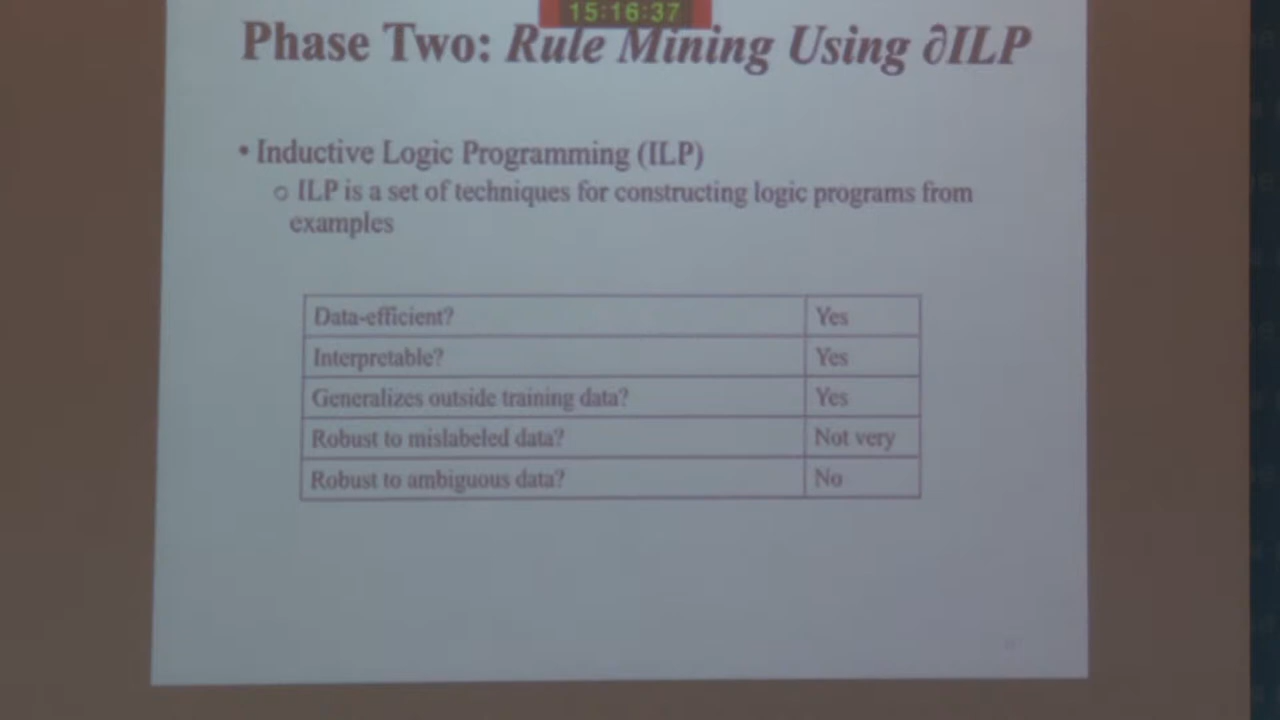 15:16:37
Phase Two: Rule Mining Using ∂ILP
• Inductive Logic Programming (ILP)
o ILP is a set of techniques for constructing logic programs from
examples
Data-efficient? Yes
Interpretable? Yes
Generalizes outside training data? Yes
Robust to mislabeled data? Not very
Robust to ambiguous data? No